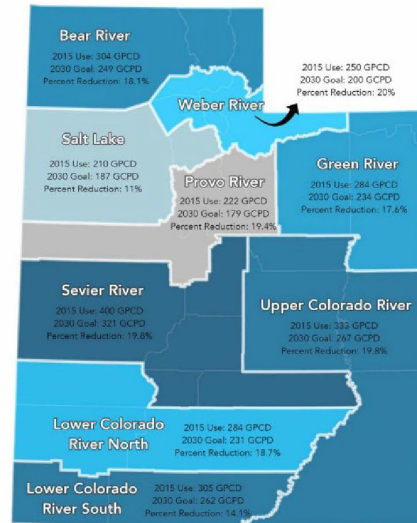 Bear River
2015 Use: 304 GPCD
2030 Goal: 249 GCPD
Percent Reduction: 18.1%
Weber River
2015 Use: 250 GPCD
2030 Goal: 200 GCPD
Percent Reduction: 20%
Salt Lake
2015 Use: 210 GPCD
2030 Goal: 187 GCPD
Percent Reduction: 11%
Provo River
2015 Use: 222 GPCD
2030 Goal: 179 GCPD
Percent Reduction: 19.4%
Green River
2015 Use: 284 GPCD
2030 Goal: 234 GCPD
Percent Reduction: 17.6%
Sevier River
2015 Use: 400 GPCD
2030 Goal: 321 GCPD
Percent Reduction: 19.8%
Upper Colorado River
2015 Use: 333 GPCD
2030 Goal: 267 GCPD
Percent Reduction: 19.8%
Lower Colorado
River North
2015 Use: 284 GPCD
2030 Goal: 231 GCPD
Percent Reduction: 18.7%
Lower Colorado
River South
2015 Use: 305 GPCD
2030 Goal: 262 GCPD
Percent Reduction: 14.1%